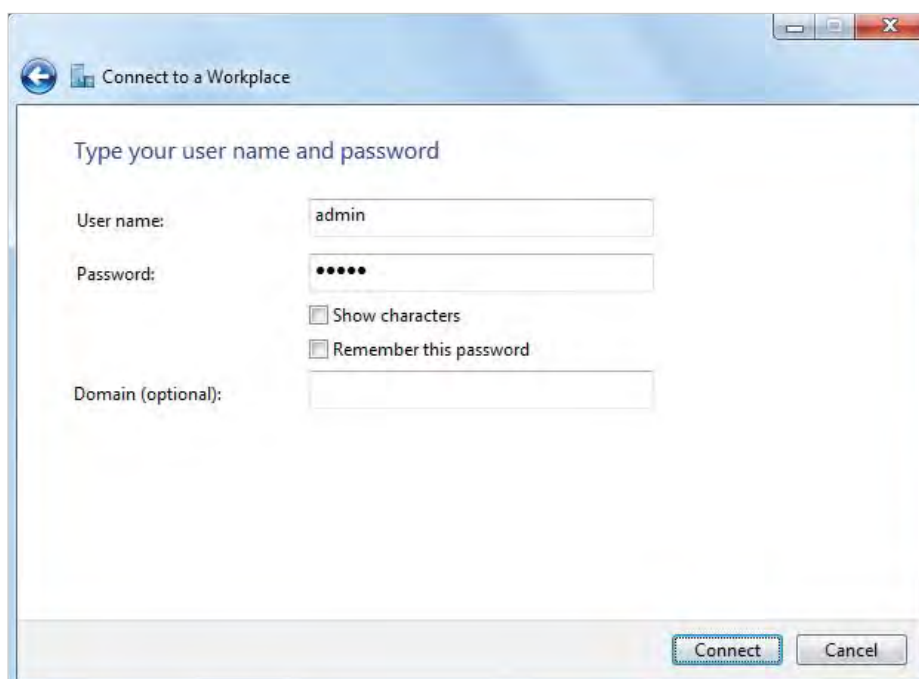 Connect to a Workplace
Type your user name and password
User name:
admin
Password:
•••••
Show characters
Remember this password
Domain (optional):
Connect
Cancel